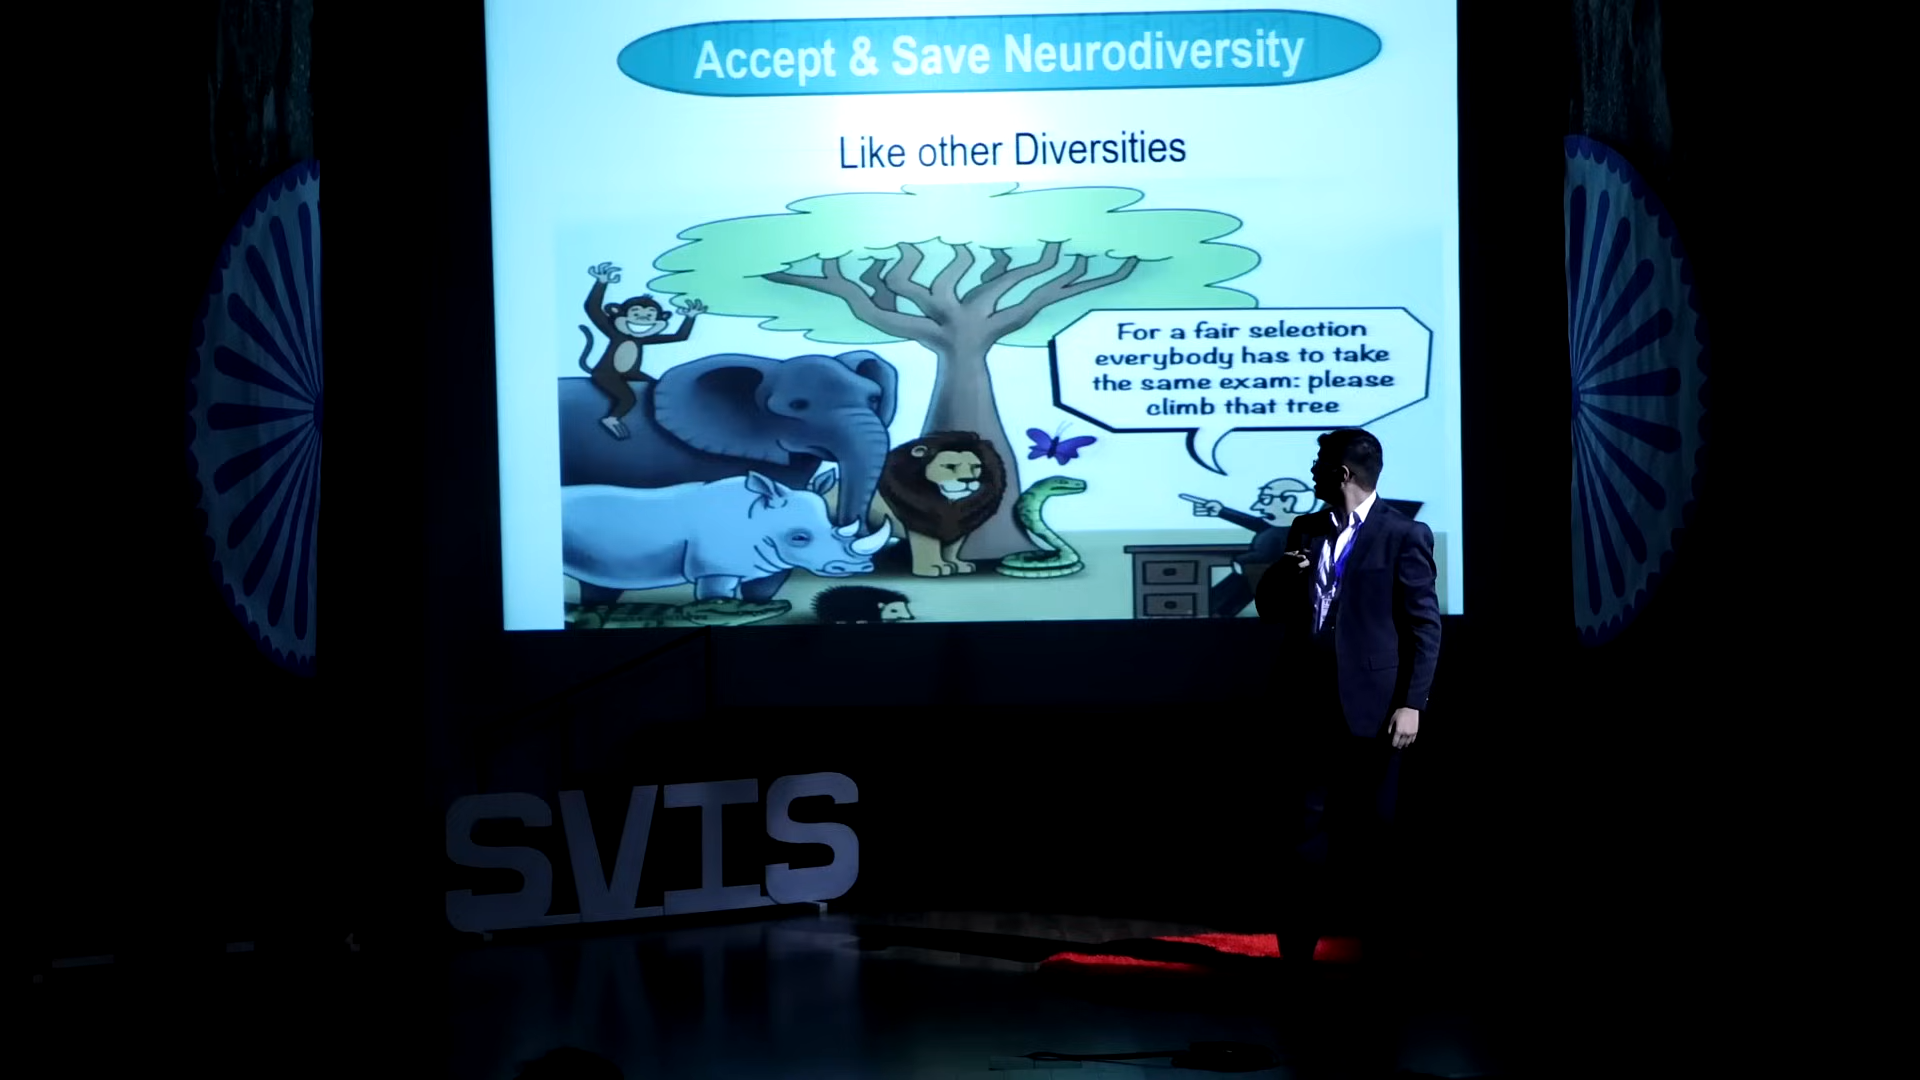 Accept & Save Neurodiversity
Like other Diversities
For a fair selection
everybody has to take
the same exam: please
climb that tree
SVIS